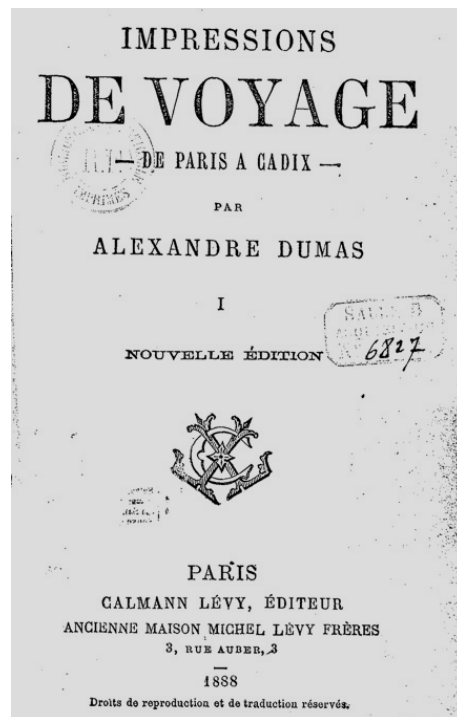 IMPRESSIONS
DE VOYAGE
— DE PARIS A CADIX —
PAR
ALEXANDRE DUMAS
I
NOUVELLE ÉDITION
SALLE B
6827
PARIS
CALMANN LÉVY, ÉDITEUR
ANCIENNE MAISON MICHEL LÉVY FRÈRES
3, RUE AUBER, 3
1888
Droits de reproduction et de traduction réservés.